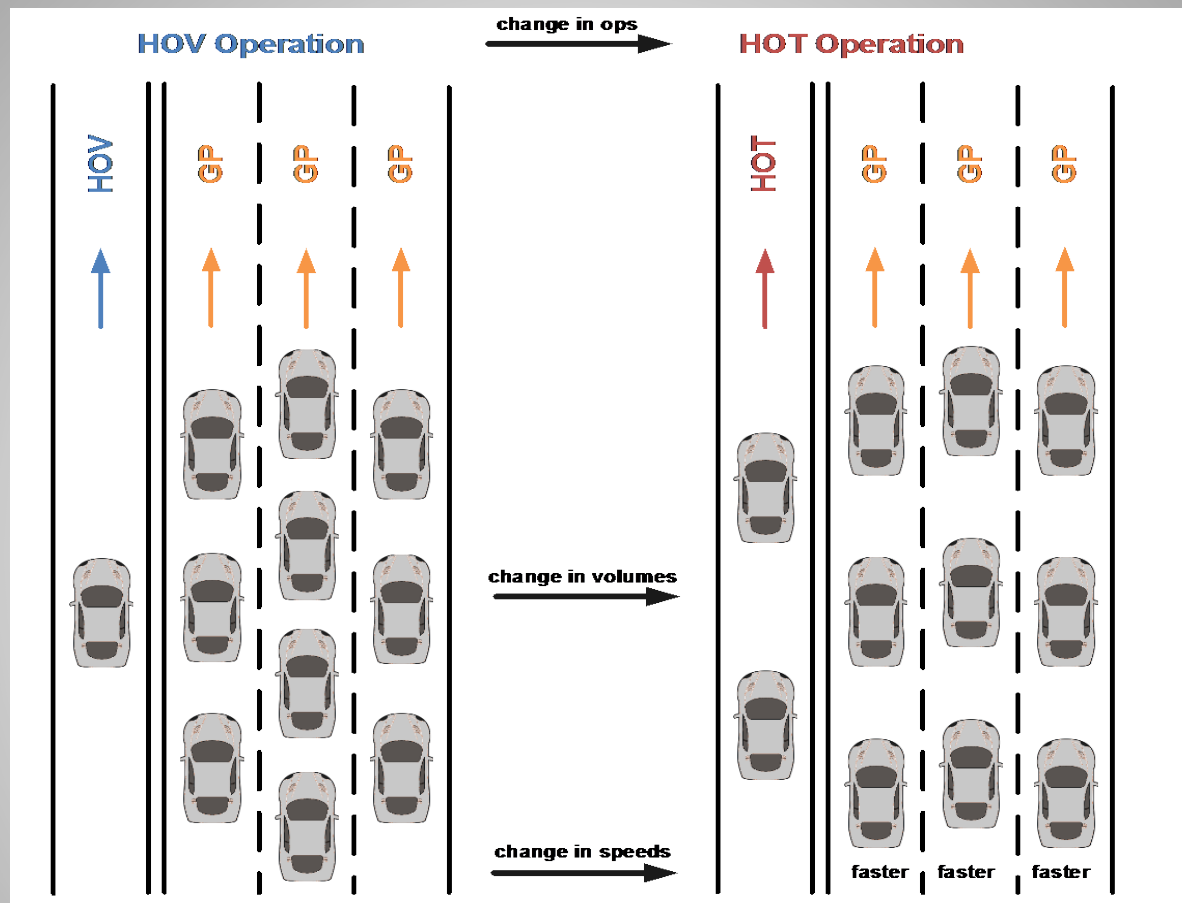 change in ops
HOV Operation
HOT Operation
HOV
GP
GP
GP
HOT
GP
GP
GP
change in volumes
change in speeds
faster
faster
faster